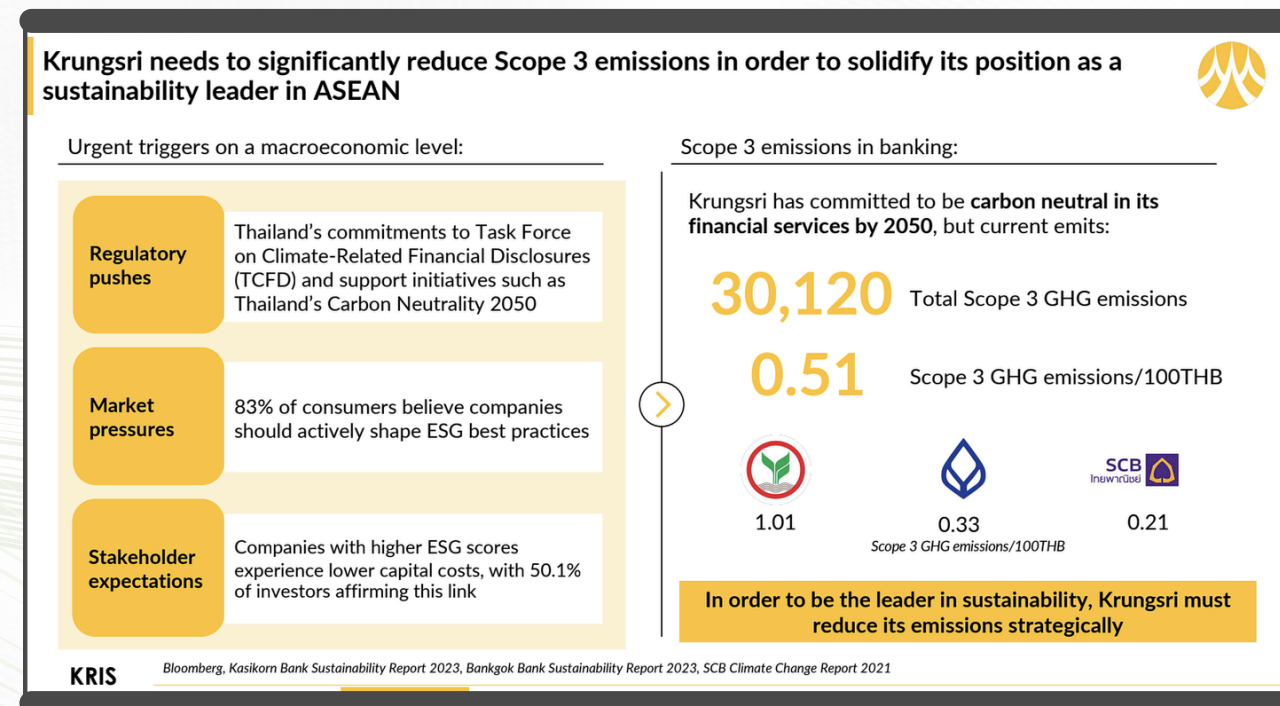 Krungsri needs to significantly reduce Scope 3 emissions in order to solidify its position as a
sustainability leader in ASEAN
Urgent triggers on a macroeconomic level:
Regulatory
pushes
Thailand's commitments to Task Force
on Climate-Related Financial Disclosures
(TCFD) and support initiatives such as
Thailand's Carbon Neutrality 2050
Market
pressures
83% of consumers believe companies
should actively shape ESG best practices
Stakeholder
expectations
Companies with higher ESG scores
experience lower capital costs, with 50.1%
of investors affirming this link
Scope 3 emissions in banking:
Krungsri has committed to be carbon neutral in its
financial services by 2050, but current emits:
30,120 Total Scope 3 GHG emissions
0.51 Scope 3 GHG emissions/100THB
SCB
ไทยพาณิชย์
1.01 0.33 0.21
Scope 3 GHG emissions/100THB
In order to be the leader in sustainability, Krungsri must
reduce its emissions strategically
KRIS
Bloomberg, Kasikorn Bank Sustainability Report 2023, Bangkok Bank Sustainability Report 2023, SCB Climate Change Report 2021